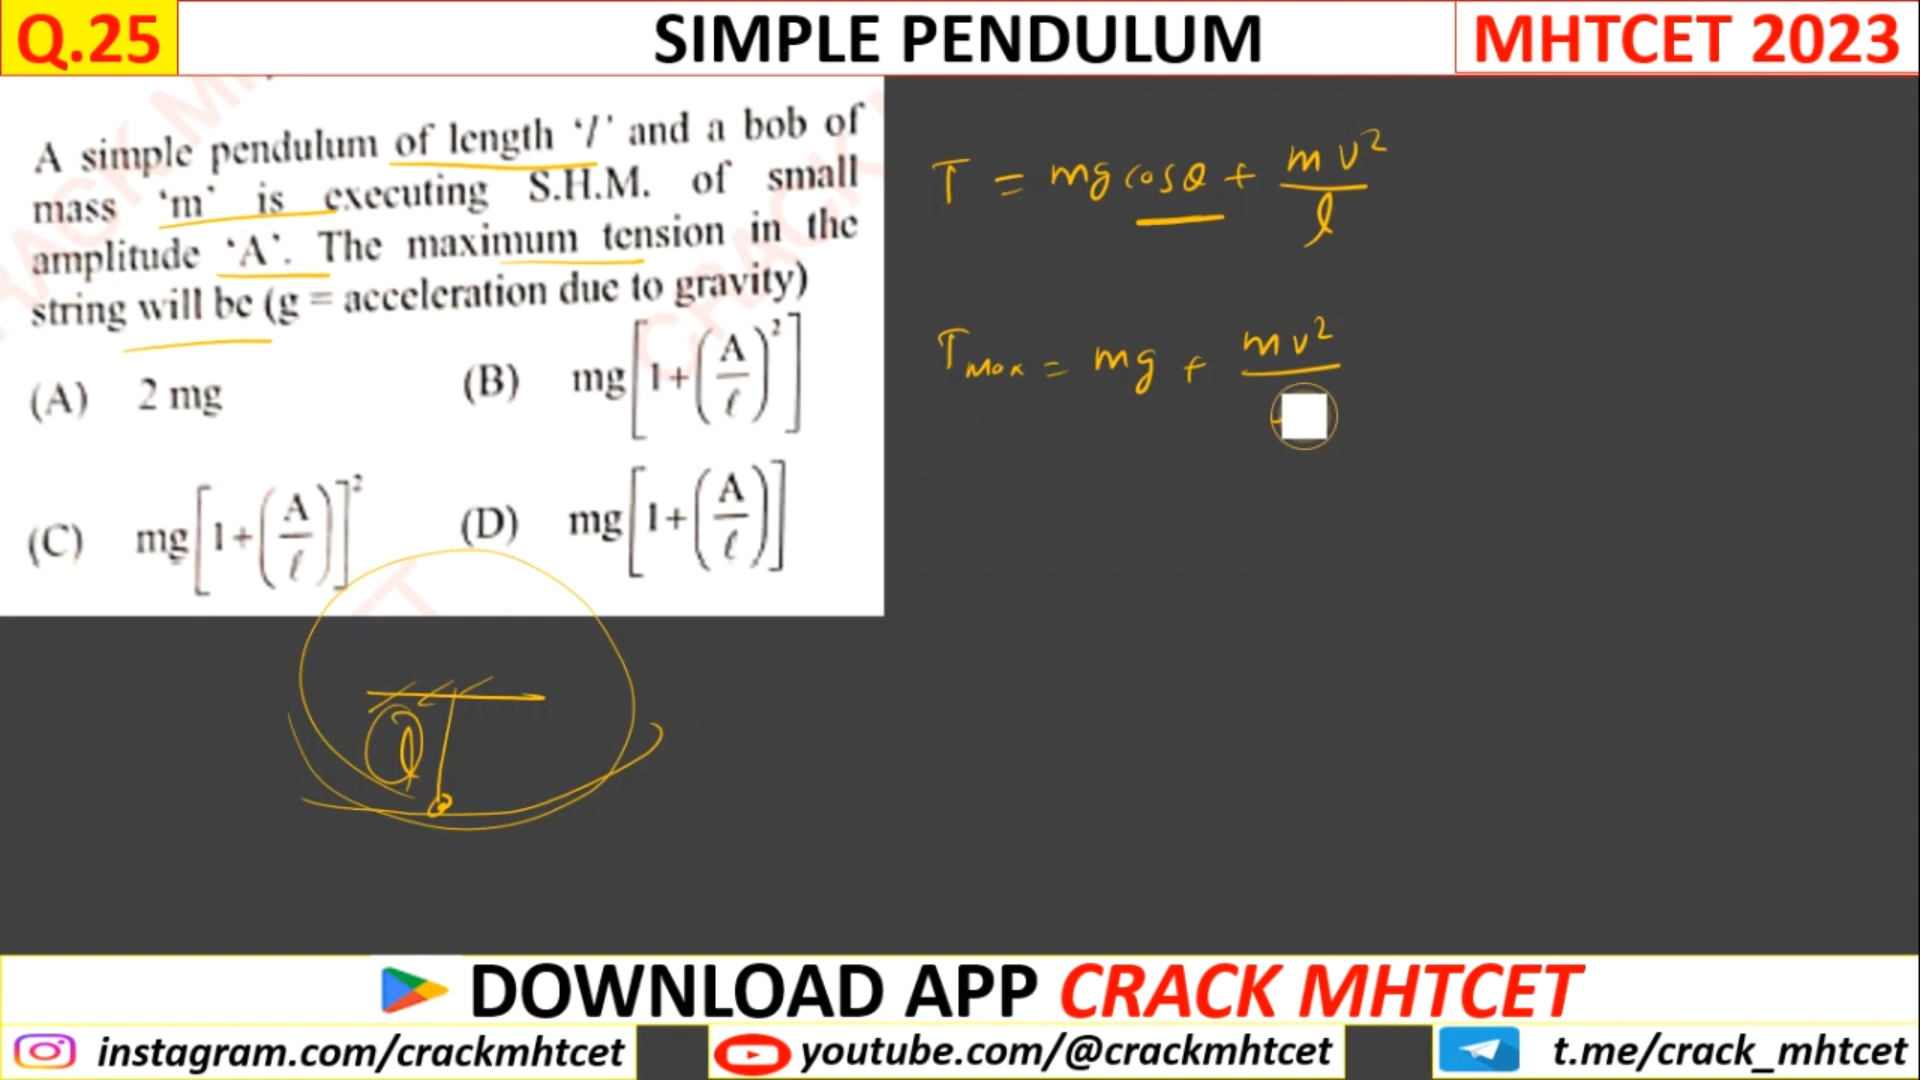 Q.25
SIMPLE PENDULUM
MHTCET 2023
A simple pendulum of length ‘l’ and a bob of
mass ‘m’ is executing S.H.M. of small
amplitude ‘A’. The maximum tension in the
string will be (g = acceleration due to gravity)
(A) 2 mg
(B) mg[1+(A/ℓ)²]
(C) mg[1+(A/ℓ)]²
(D) mg[1+(A/ℓ)]
T = mg cosθ + mv²/l
Tmax = mg + mv²
l
DOWNLOAD APP CRACK MHTCET
instagram.com/crackmhtcet
youtube.com/@crackmhtcet
t.me/crack_mhtcet